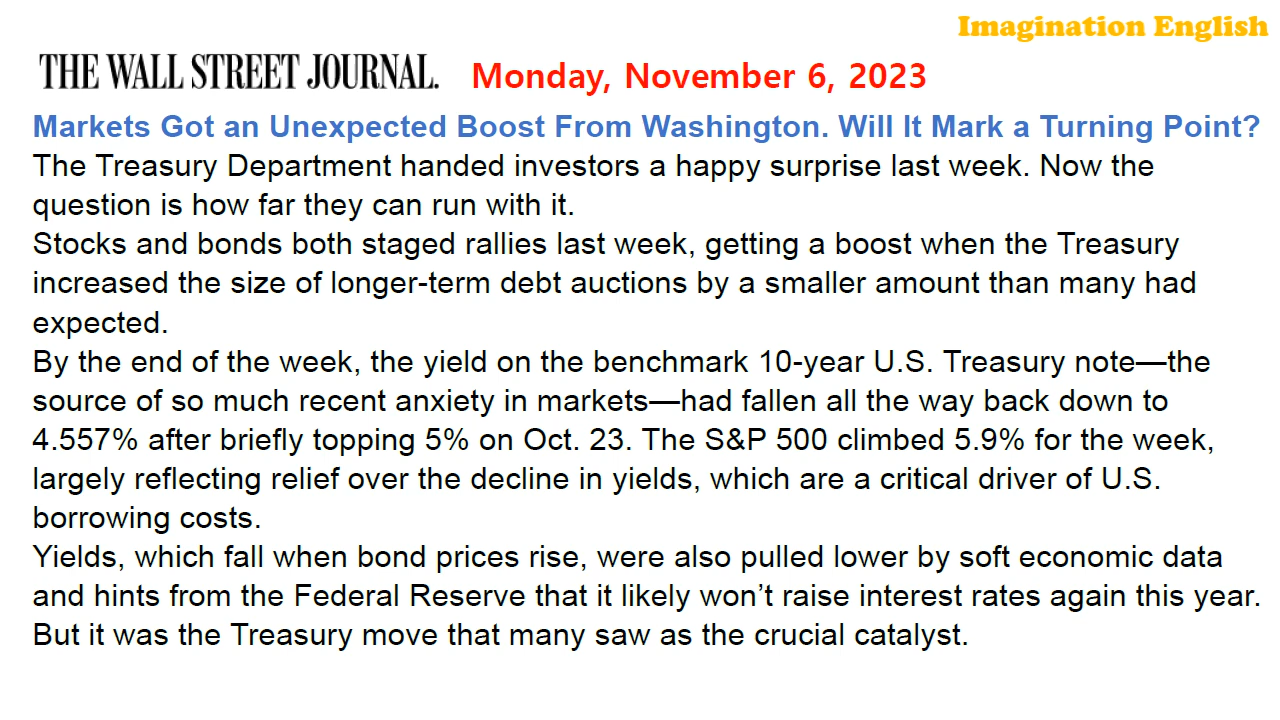 Imagination English
THE WALL STREET JOURNAL. Monday, November 6, 2023
Markets Got an Unexpected Boost From Washington. Will It Mark a Turning Point?
The Treasury Department handed investors a happy surprise last week. Now the
question is how far they can run with it.
Stocks and bonds both staged rallies last week, getting a boost when the Treasury
increased the size of longer-term debt auctions by a smaller amount than many had
expected.
By the end of the week, the yield on the benchmark 10-year U.S. Treasury note—the
source of so much recent anxiety in markets—had fallen all the way back down to
4.557% after briefly topping 5% on Oct. 23. The S&P 500 climbed 5.9% for the week,
largely reflecting relief over the decline in yields, which are a critical driver of U.S.
borrowing costs.
Yields, which fall when bond prices rise, were also pulled lower by soft economic data
and hints from the Federal Reserve that it likely won’t raise interest rates again this year.
But it was the Treasury move that many saw as the crucial catalyst.